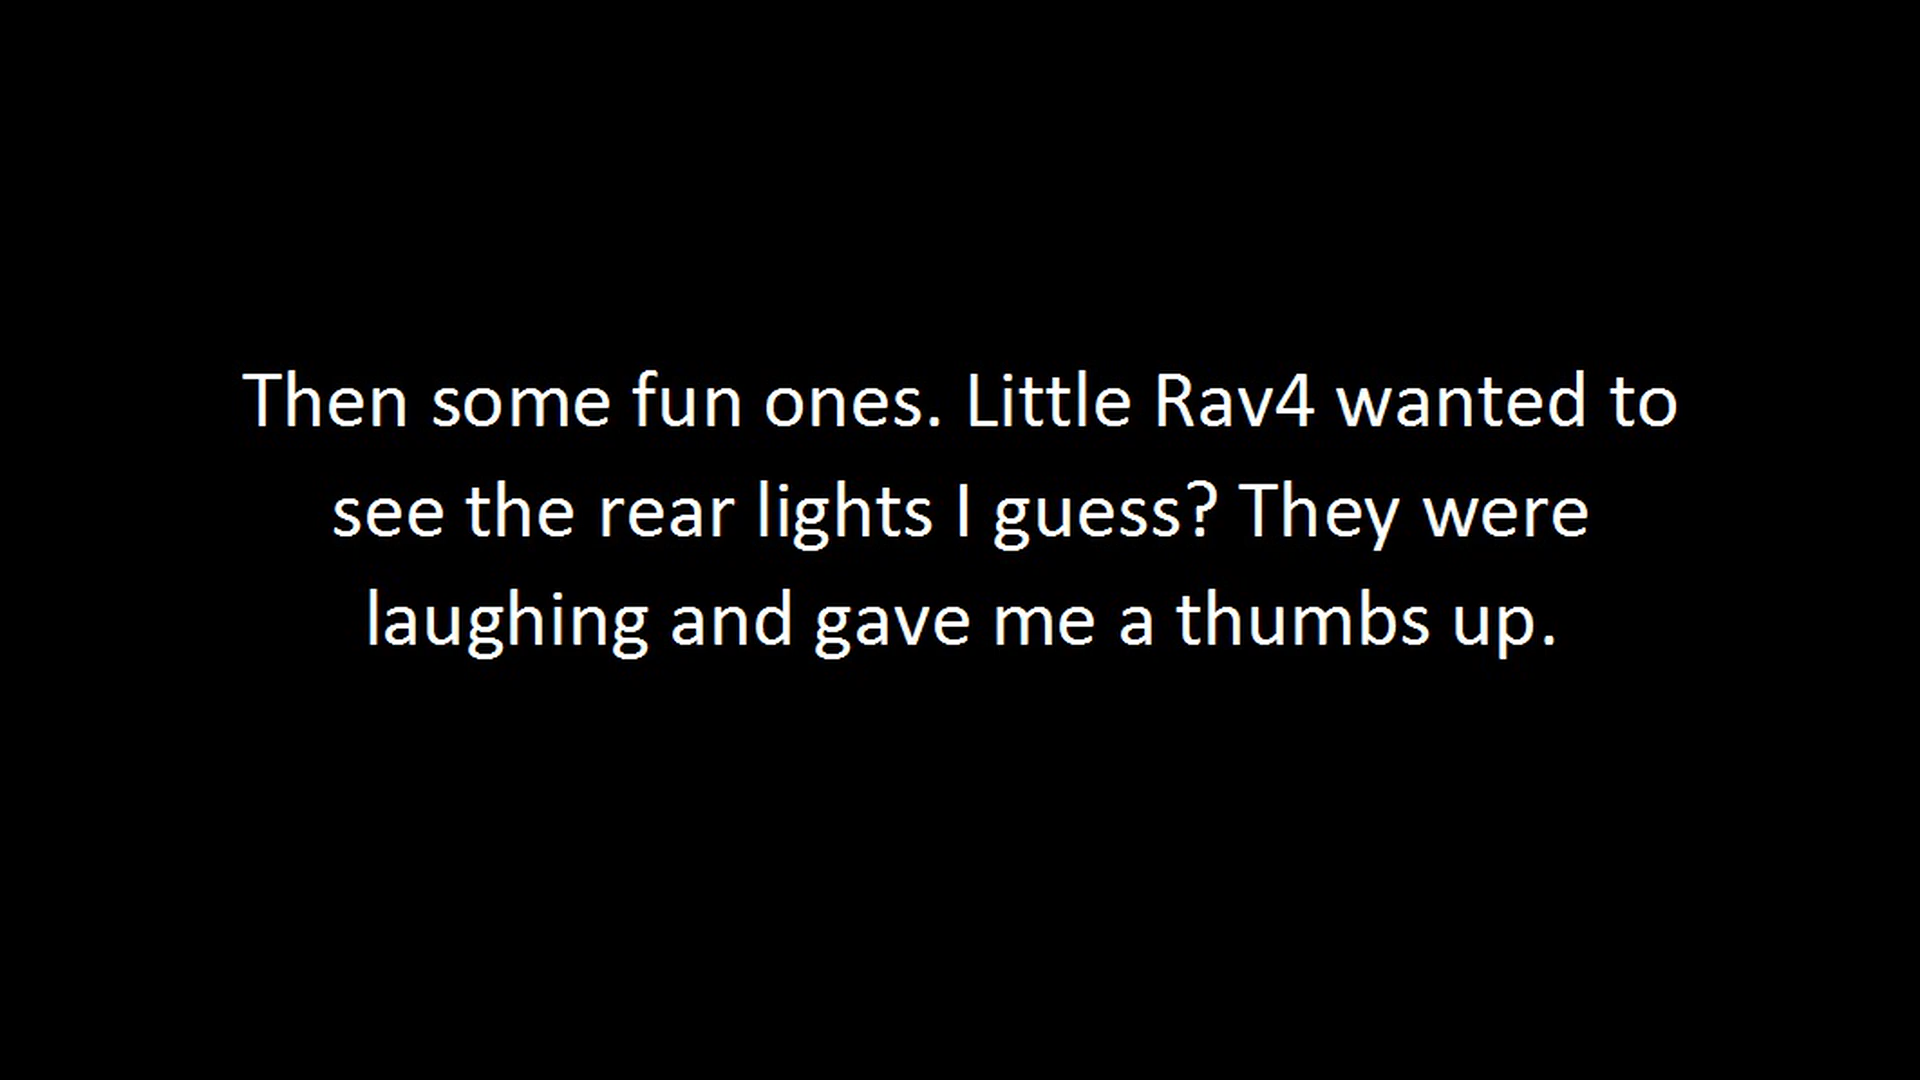 Then some fun ones. Little Rav4 wanted to
see the rear lights I guess? They were
laughing and gave me a thumbs up.